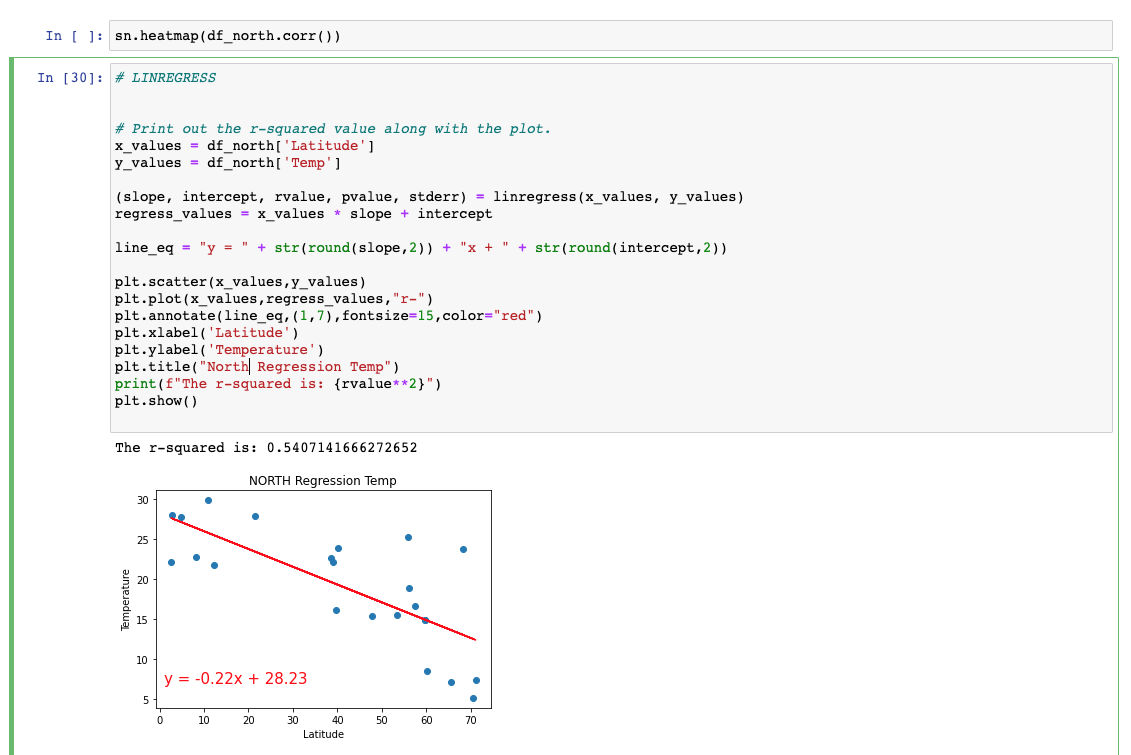 In [ ]: sn.heatmap(df_north.corr())
In [30]: # LINREGRESS
# Print out the r-squared value along with the plot.
x_values = df_north['Latitude']
y_values = df_north['Temp']
(slope, intercept, rvalue, pvalue, stderr) = linregress(x_values, y_values)
regress_values = x_values * slope + intercept
line_eq = "y = " + str(round(slope,2)) + "x + " + str(round(intercept,2))
plt.scatter(x_values,y_values)
plt.plot(x_values,regress_values,"r-")
plt.annotate(line_eq,(1,7),fontsize=15,color="red")
plt.xlabel('Latitude')
plt.ylabel('Temperature')
plt.title("North Regression Temp")
print(f"The r-squared is: {rvalue**2}")
plt.show()
The r-squared is: 0.5407141666272652
NORTH Regression Temp
30
25
20
15
10
5
Temperature
y = -0.22x + 28.23
0 10 20 30 40 50 60 70
Latitude